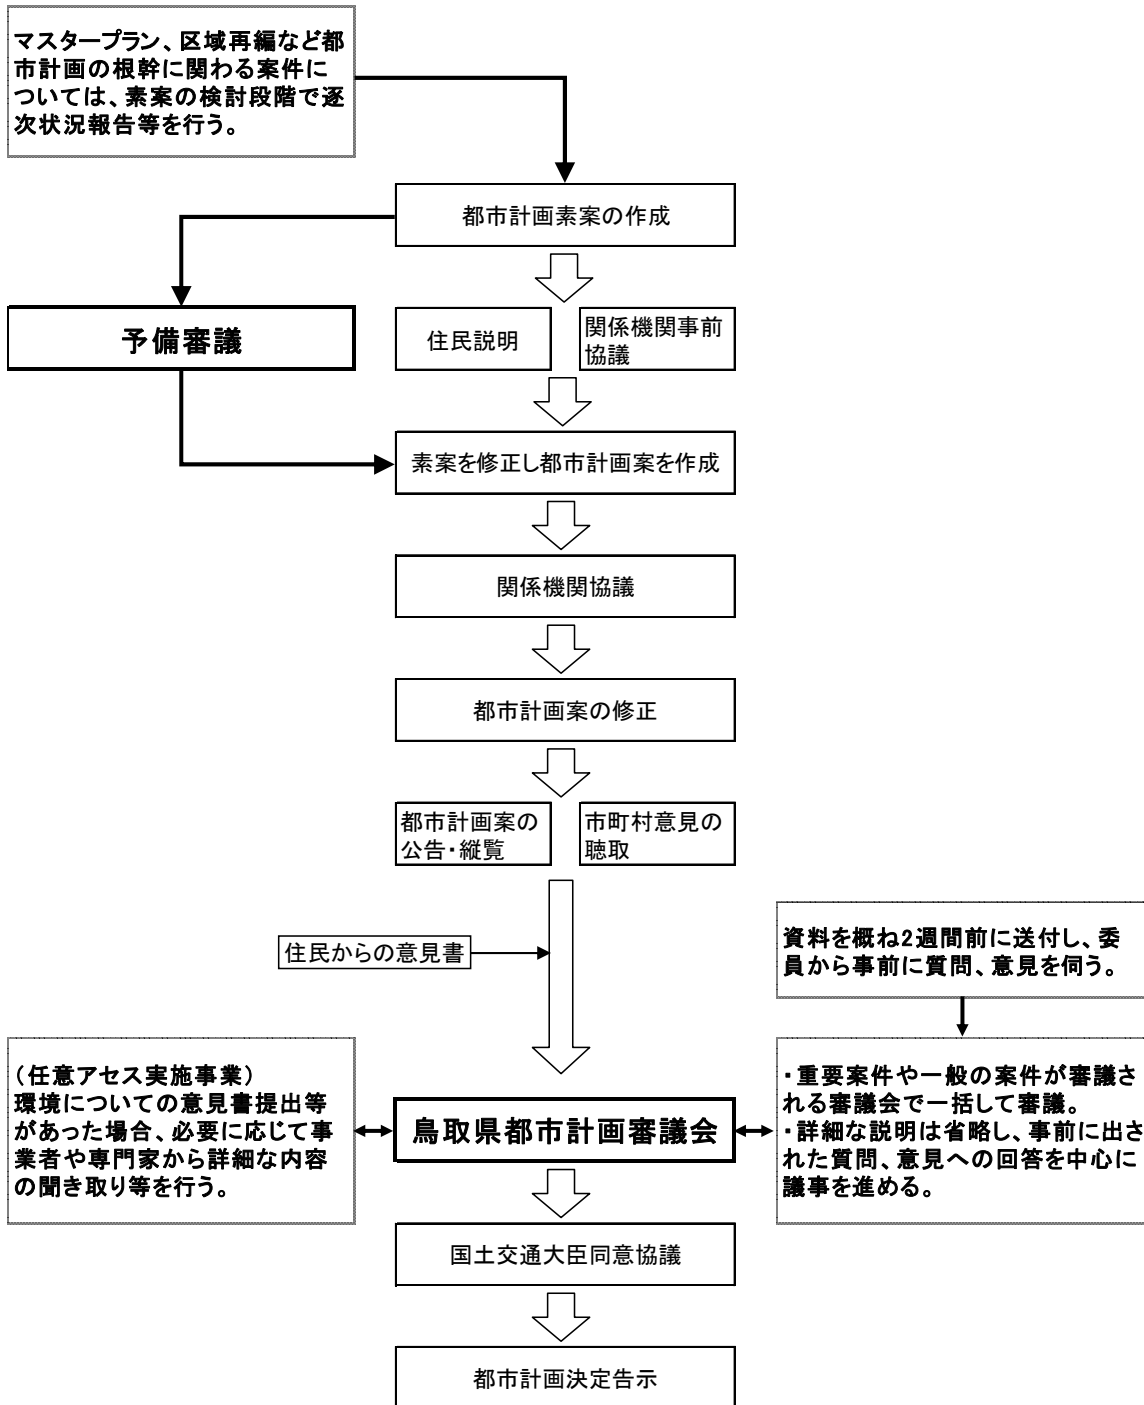 マスタープラン、区域再編など都
市計画の根幹に関わる案件に
ついては、素案の検討段階で逐
次状況報告等を行う。
都市計画素案の作成
予備審議
住民説明
関係機関事前
協議
素案を修正し都市計画案を作成
関係機関協議
都市計画案の修正
都市計画案の
公告・縦覧
市町村意見の
聴取
住民からの意見書
資料を概ね2週間前に送付し、委
員から事前に質問、意見を伺う。
(任意アセス実施事業)
環境についての意見書提出等
があった場合、必要に応じて事
業者や専門家から詳細な内容
の聞き取り等を行う。
鳥取県都市計画審議会
・重要案件や一般の案件が審議さ
れる審議会で一括して審議。
・詳細な説明は省略し、事前に出さ
れた質問、意見への回答を中心に
議事を進める。
国土交通大臣同意協議
都市計画決定告示